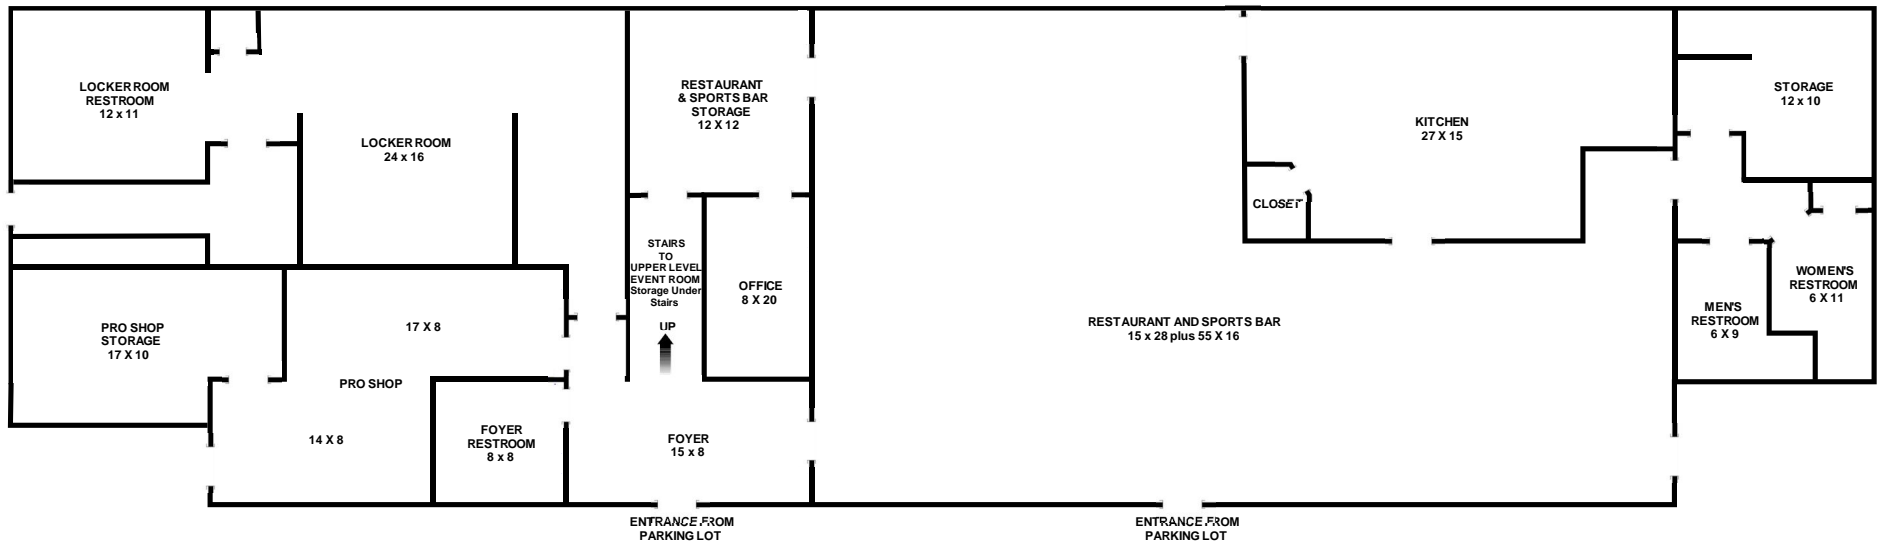 LOCKER ROOM
RESTROOM
12 x 11
LOCKER ROOM
24 x 16
RESTAURANT
& SPORTS BAR
STORAGE
12 X 12
KITCHEN
27 X 15
STORAGE
12 x 10
CLOSET
STAIRS
TO
UPPER LEVEL
EVENT ROOM
Storage Under
Stairs
UP
OFFICE
8 X 20
WOMEN'S
RESTROOM
6 X 11
MEN'S
RESTROOM
6 X 9
PRO SHOP
STORAGE
17 X 10
17 X 8
PRO SHOP
14 X 8
RESTAURANT AND SPORTS BAR
15 x 28 plus 55 X 16
FOYER
RESTROOM
8 x 8
FOYER
15 x 8
ENTRANCE FROM
PARKING LOT
ENTRANCE FROM
PARKING LOT